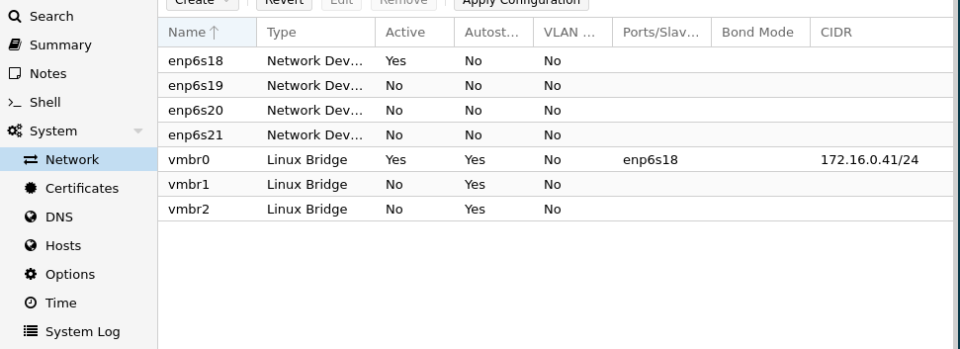 Create Revert Edit Remove Apply Configuration
Search
Summary
Notes
Shell
System
Network
Certificates
DNS
Hosts
Options
Time
System Log
Name Type Active Autost... VLAN ... Ports/Slav... Bond Mode CIDR
enp6s18 Network Dev... Yes No No
enp6s19 Network Dev... No No No
enp6s20 Network Dev... No No No
enp6s21 Network Dev... No No No
vmbr0 Linux Bridge Yes Yes No enp6s18 172.16.0.41/24
vmbr1 Linux Bridge No Yes No
vmbr2 Linux Bridge No Yes No